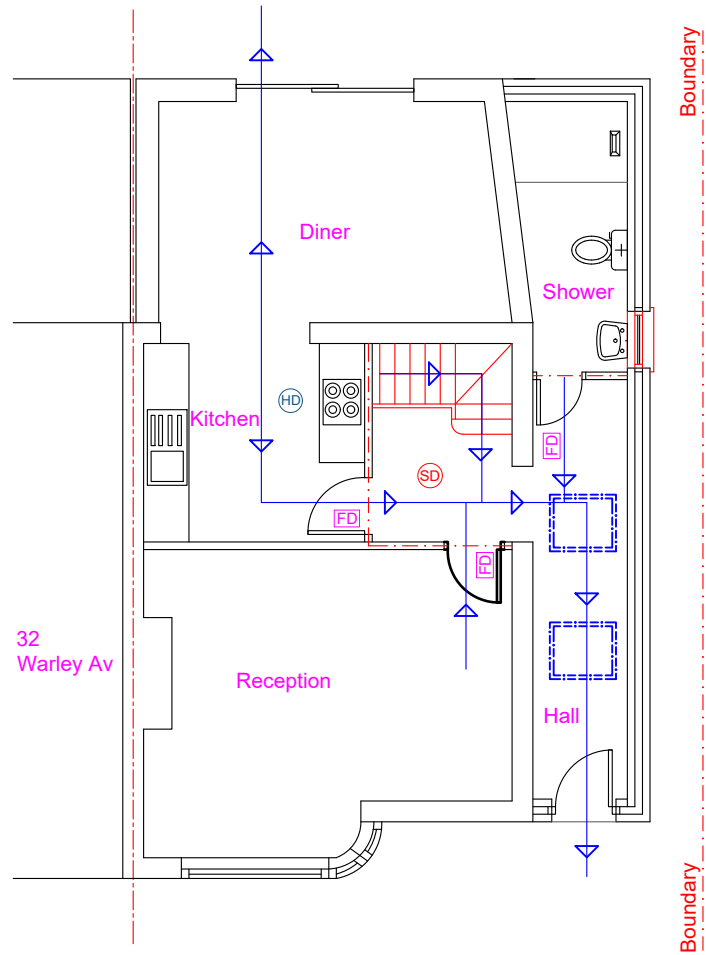 Boundary
Diner
Shower
HD
Kitchen
FD
SD
FD
FD
32
Warley Av
Reception
Hall
Boundary